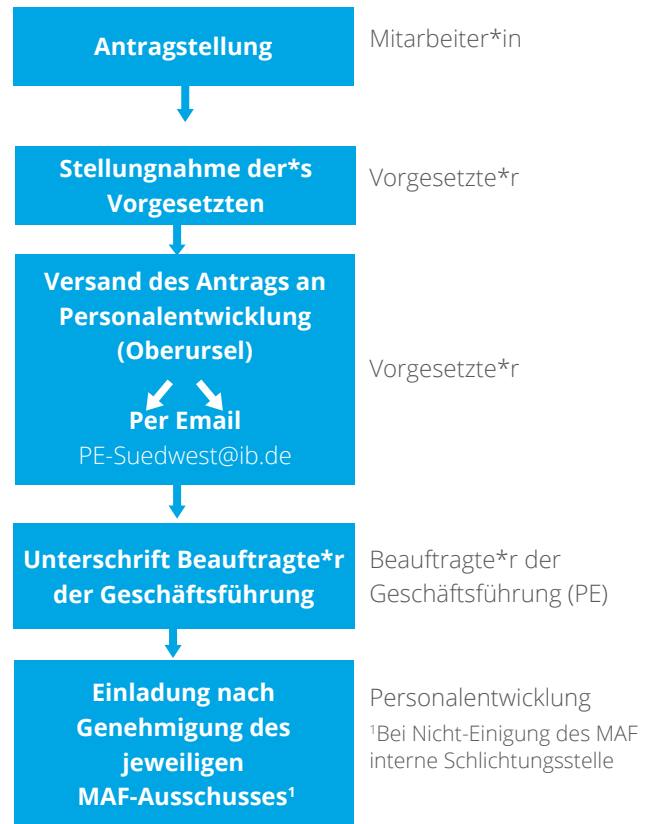 Antragstellung
Mitarbeiter*in
Stellungnahme der*s
Vorgesetzten
Vorgesetzte*r
Versand des Antrags an
Personalentwicklung
(Oberursel)
Per Email
PE-Suedwest@ib.de
Vorgesetzte*r
Unterschrift Beauftragte*r
der Geschäftsführung
Beauftragte*r der
Geschäftsführung (PE)
Einladung nach
Genehmigung des
jeweiligen
MAF-Ausschusses¹
Personalentwicklung
¹Bei Nicht-Einigung des MAF
interne Schlichtungsstelle